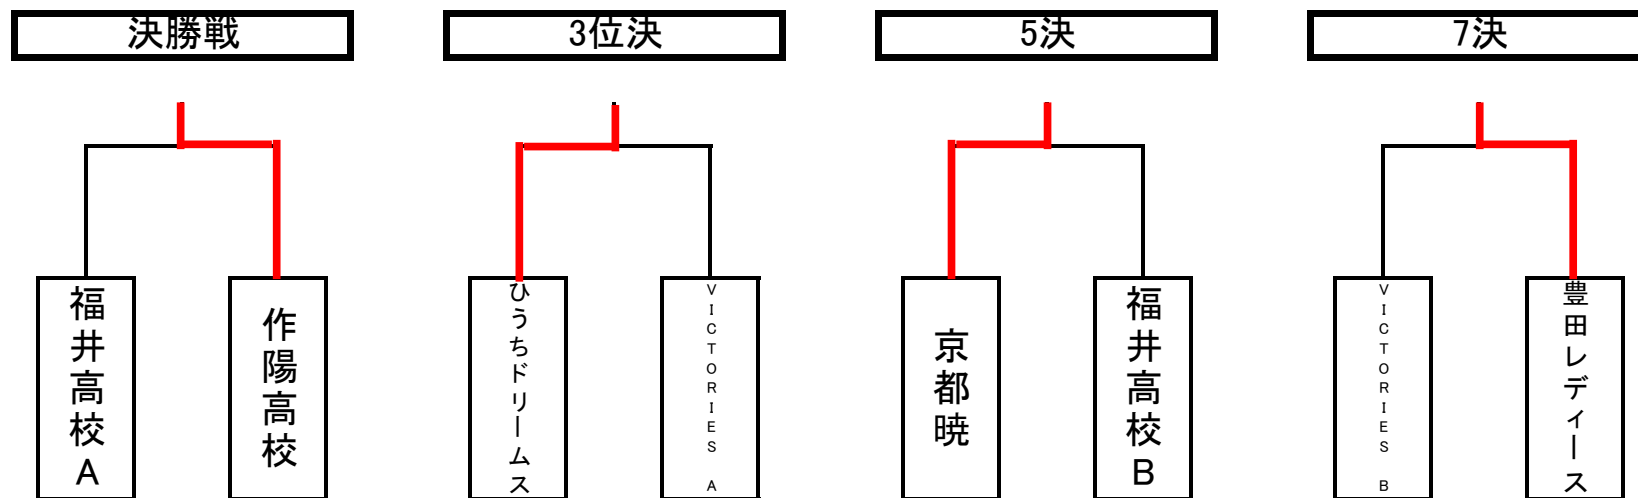 決勝戦
3位決
5決
7決
福井高校A
作陽高校
ひうちドリームス
VICTORIES A
京都暁
福井高校B
VICTORIES B
豊田レディース